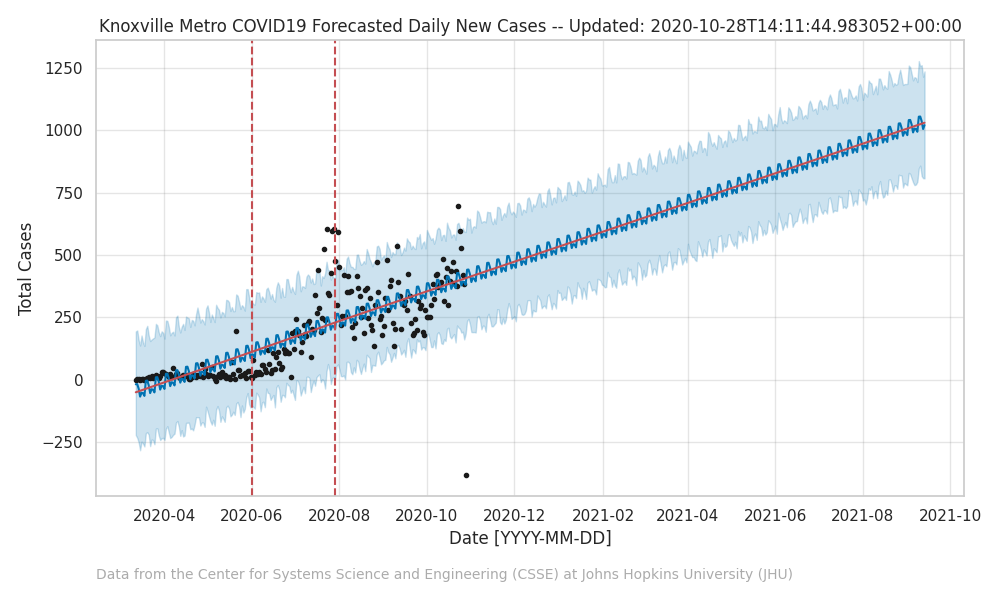 Knoxville Metro COVID19 Forecasted Daily New Cases -- Updated: 2020-10-28T14:11:44.983052+00:00
1250
1000
750
500
250
0
−250
Total Cases
2020-04 2020-06 2020-08 2020-10 2020-12 2021-02 2021-04 2021-06 2021-08 2021-10
Date [YYYY-MM-DD]
Data from the Center for Systems Science and Engineering (CSSE) at Johns Hopkins University (JHU)